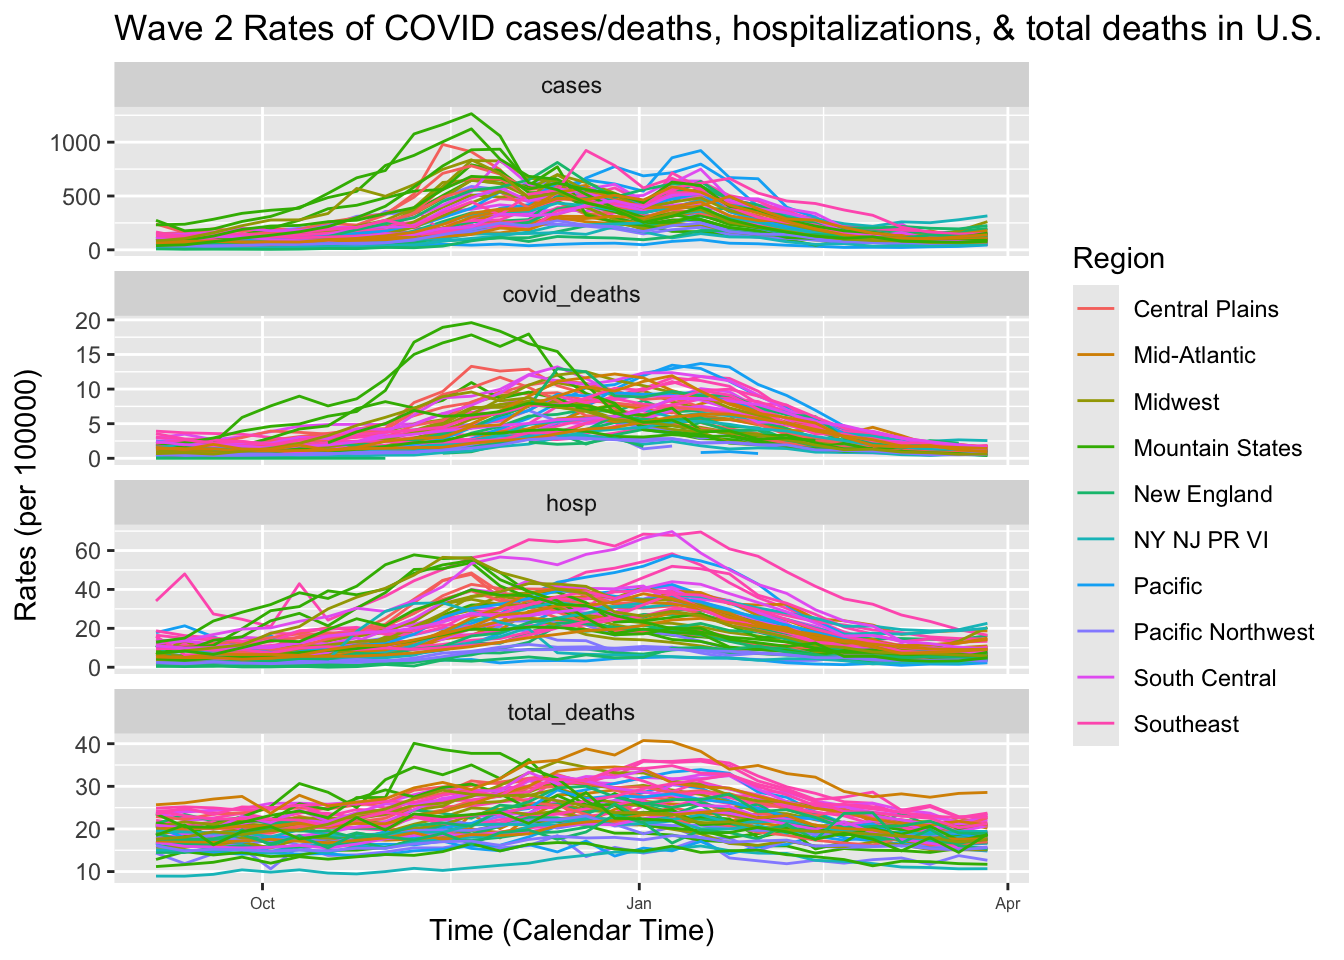 Wave 2 Rates of COVID cases/deaths, hospitalizations, & total deaths in U.S.
cases
1000
500
0
covid_deaths
20
15
10
5
0
hosp
60
40
20
0
total_deaths
40
30
20
10
Oct
Jan
Apr
Time (Calendar Time)
Rates (per 100000)
Region
Central Plains
Mid-Atlantic
Midwest
Mountain States
New England
NY NJ PR VI
Pacific
Pacific Northwest
South Central
Southeast